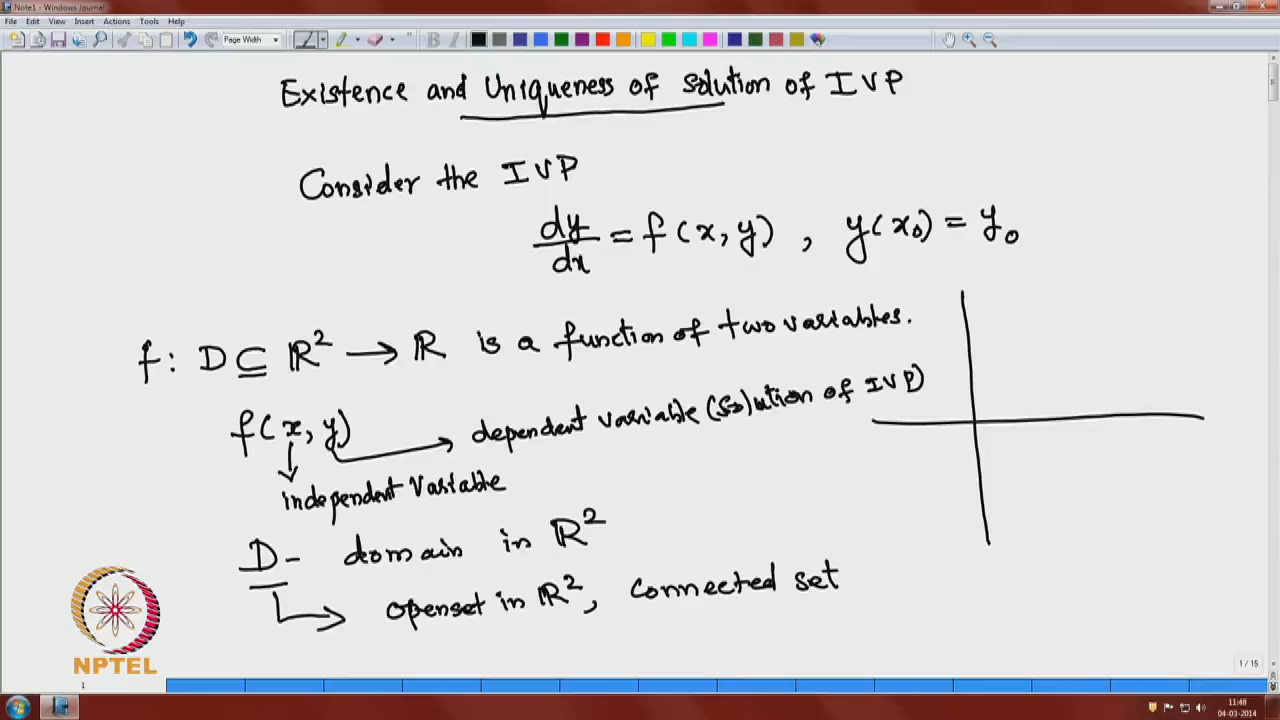 Note1 - Windows Journal
File Edit View Insert Actions Tools Help
Page Width
Existence and Uniqueness of solution of IVP
Consider the IVP
dy/dx = f(x, y), y(x₀) = y₀
f: D ⊆ ℝ² → ℝ is a function of two variables.
f(x, y) → dependent variable (solution of IVP)
↓
independent variable
D - domain in ℝ²
↳ openset in ℝ², connected set
NPTEL
1 / 15
1
11:48
04-03-2014